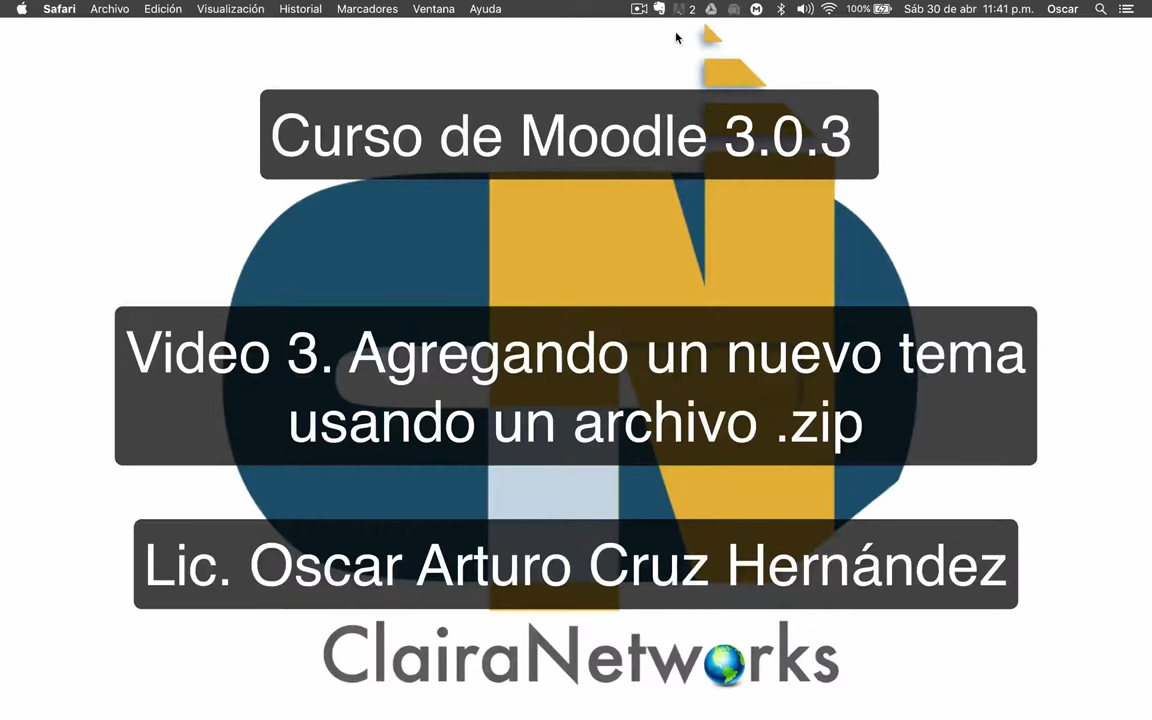 Safari Archivo Edición Visualización Historial Marcadores Ventana Ayuda 2 100% Sáb 30 de abr 11:41 p.m. Oscar
Curso de Moodle 3.0.3
Video 3. Agregando un nuevo tema
usando un archivo .zip
Lic. Oscar Arturo Cruz Hernández
ClairaNetworks